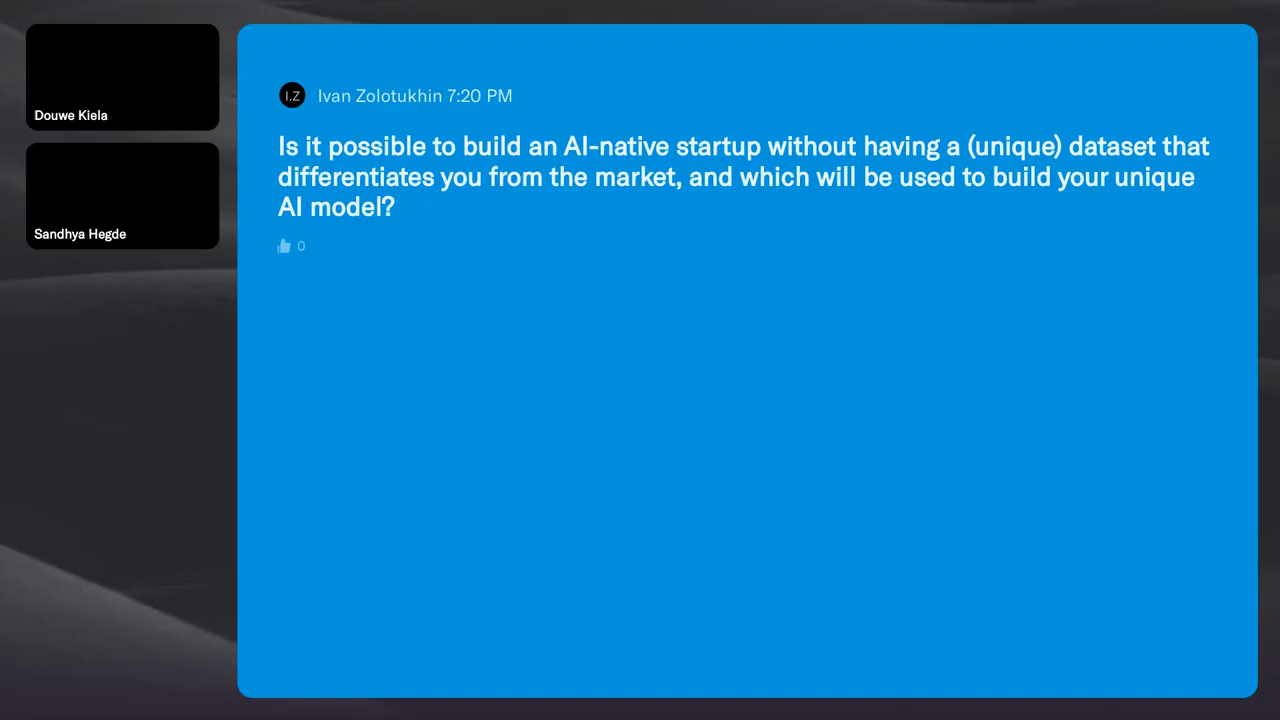 Douwe Kiela
Sandhya Hegde
I.Z
Ivan Zolotukhin 7:20 PM
Is it possible to build an AI-native startup without having a (unique) dataset that
differentiates you from the market, and which will be used to build your unique
AI model?
0